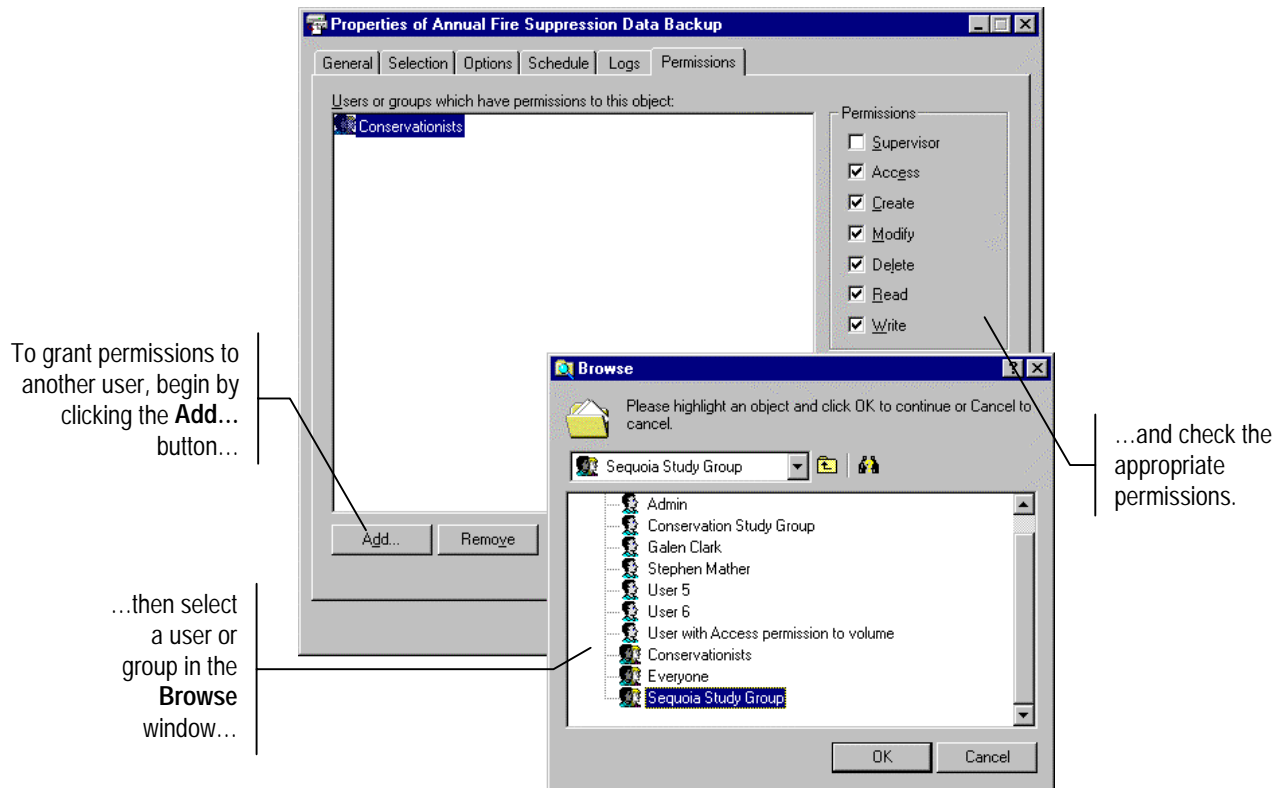 Properties of Annual Fire Suppression Data Backup
General Selection Options Schedule Logs Permissions
Users or groups which have permissions to this object:
Conservationists
Permissions
Supervisor
Access
Create
Modify
Delete
Read
Write
Add... Remove
To grant permissions to
another user, begin by
clicking the Add...
button…
Browse
Please highlight an object and click OK to continue or Cancel to
cancel.
Sequoia Study Group
Admin
Conservation Study Group
Galen Clark
Stephen Mather
User 5
User 6
User with Access permission to volume
Conservationists
Everyone
Sequoia Study Group
OK Cancel
…then select
a user or
group in the
Browse
window…
…and check the
appropriate
permissions.